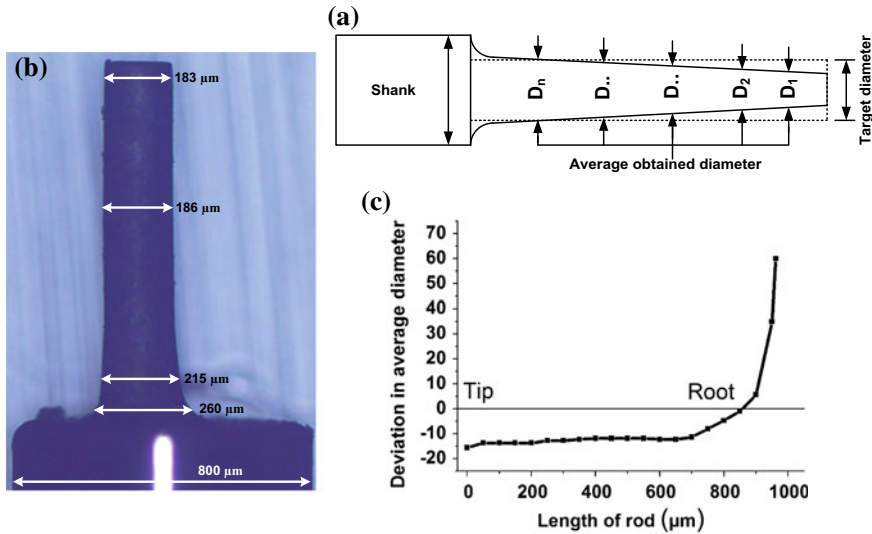 (a)
Shank
Dn
D..
D..
D2
D1
Target diameter
Average obtained diameter
(b)
183 μm
186 μm
215 μm
260 μm
800 μm
(c)
Deviation in average diameter
70
60
50
40
30
20
10
0
-10
-20
Tip
Root
0 200 400 600 800 1000
Length of rod (μm)